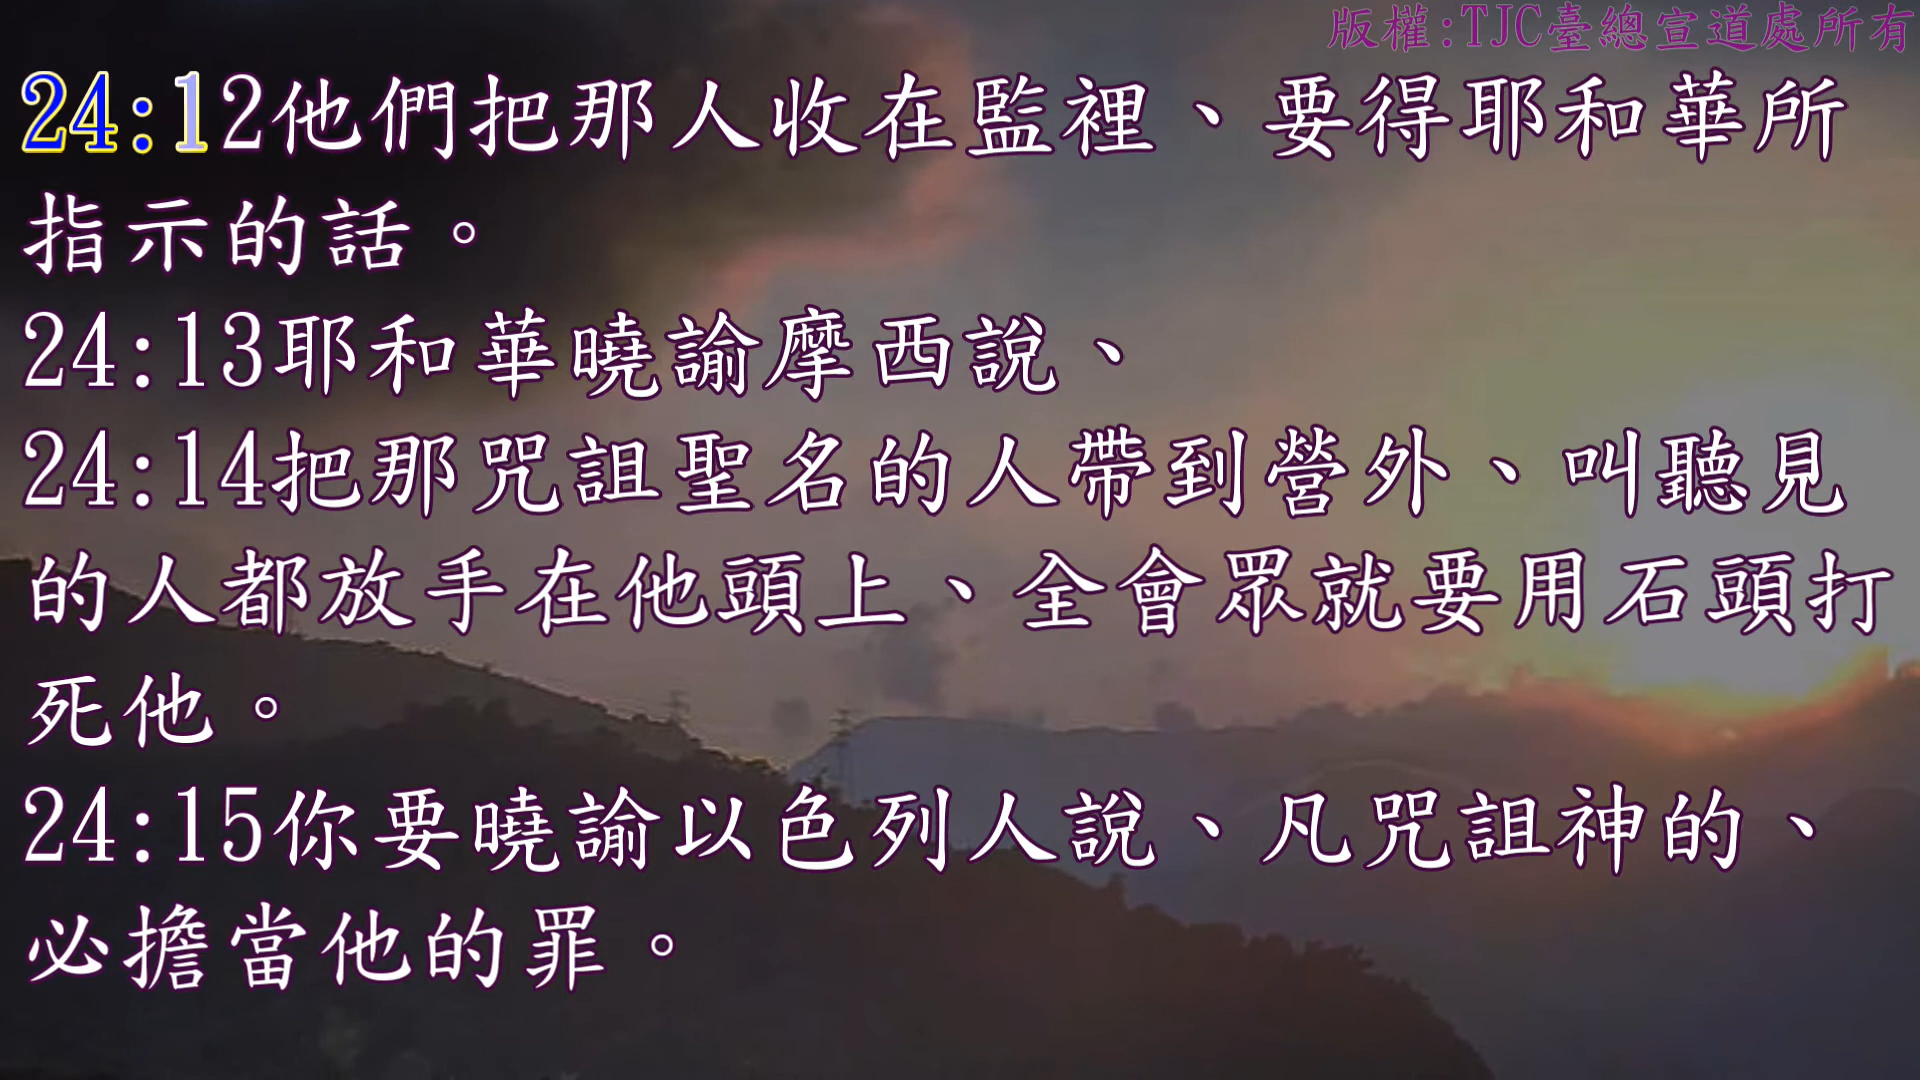 版權:TJC臺總宣道處所有
24:12他們把那人收在監裡、要得耶和華所
指示的話。
24:13耶和華曉諭摩西說、
24:14把那咒詛聖名的人帶到營外、叫聽見
的人都放手在他頭上、全會眾就要用石頭打
死他。
24:15你要曉諭以色列人說、凡咒詛神的、
必擔當他的罪。